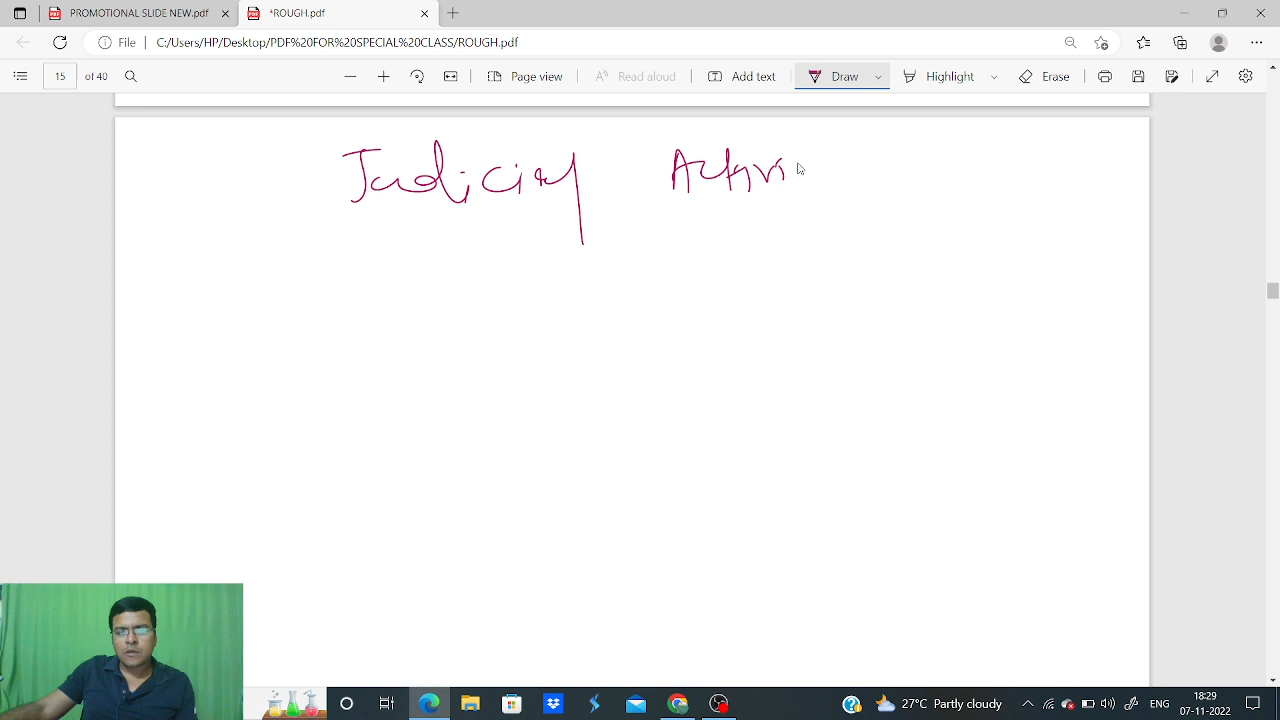 PROMOTIONAL SLIDE NEW.pdf *ROUGH.pdf
File C:/Users/HP/Desktop/PDF%20FOR%20SPECIAL%20CLASS/ROUGH.pdf
15 of 40 Page view Read aloud Add text Draw Highlight Erase
Judicial Activi
27°C Partly cloudy ENG 18:29
07-11-2022